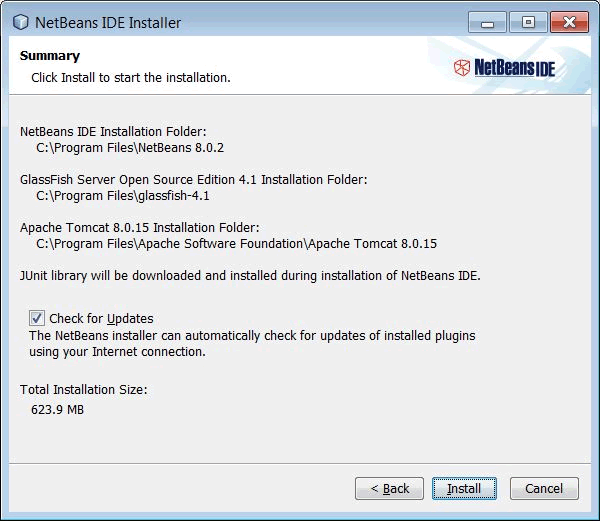 NetBeans IDE Installer
Summary
Click Install to start the installation.
NetBeans IDE
NetBeans IDE Installation Folder:
C:\Program Files\NetBeans 8.0.2
GlassFish Server Open Source Edition 4.1 Installation Folder:
C:\Program Files\glassfish-4.1
Apache Tomcat 8.0.15 Installation Folder:
C:\Program Files\Apache Software Foundation\Apache Tomcat 8.0.15
JUnit library will be downloaded and installed during installation of NetBeans IDE.
Check for Updates
The NetBeans installer can automatically check for updates of installed plugins
using your Internet connection.
Total Installation Size:
623.9 MB
< Back Install Cancel